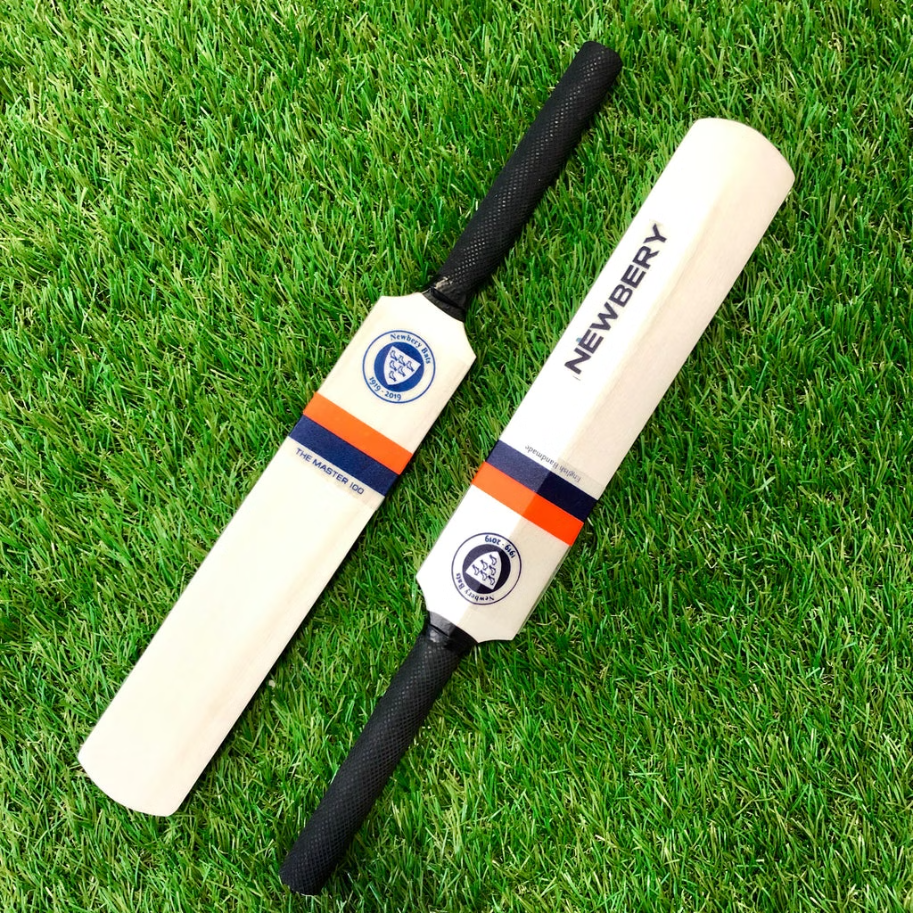 Newbery Bats
1919 - 2019
THE MASTER 100
NEWBERY
English Handmade
1919 - 2019
Newbery Bats